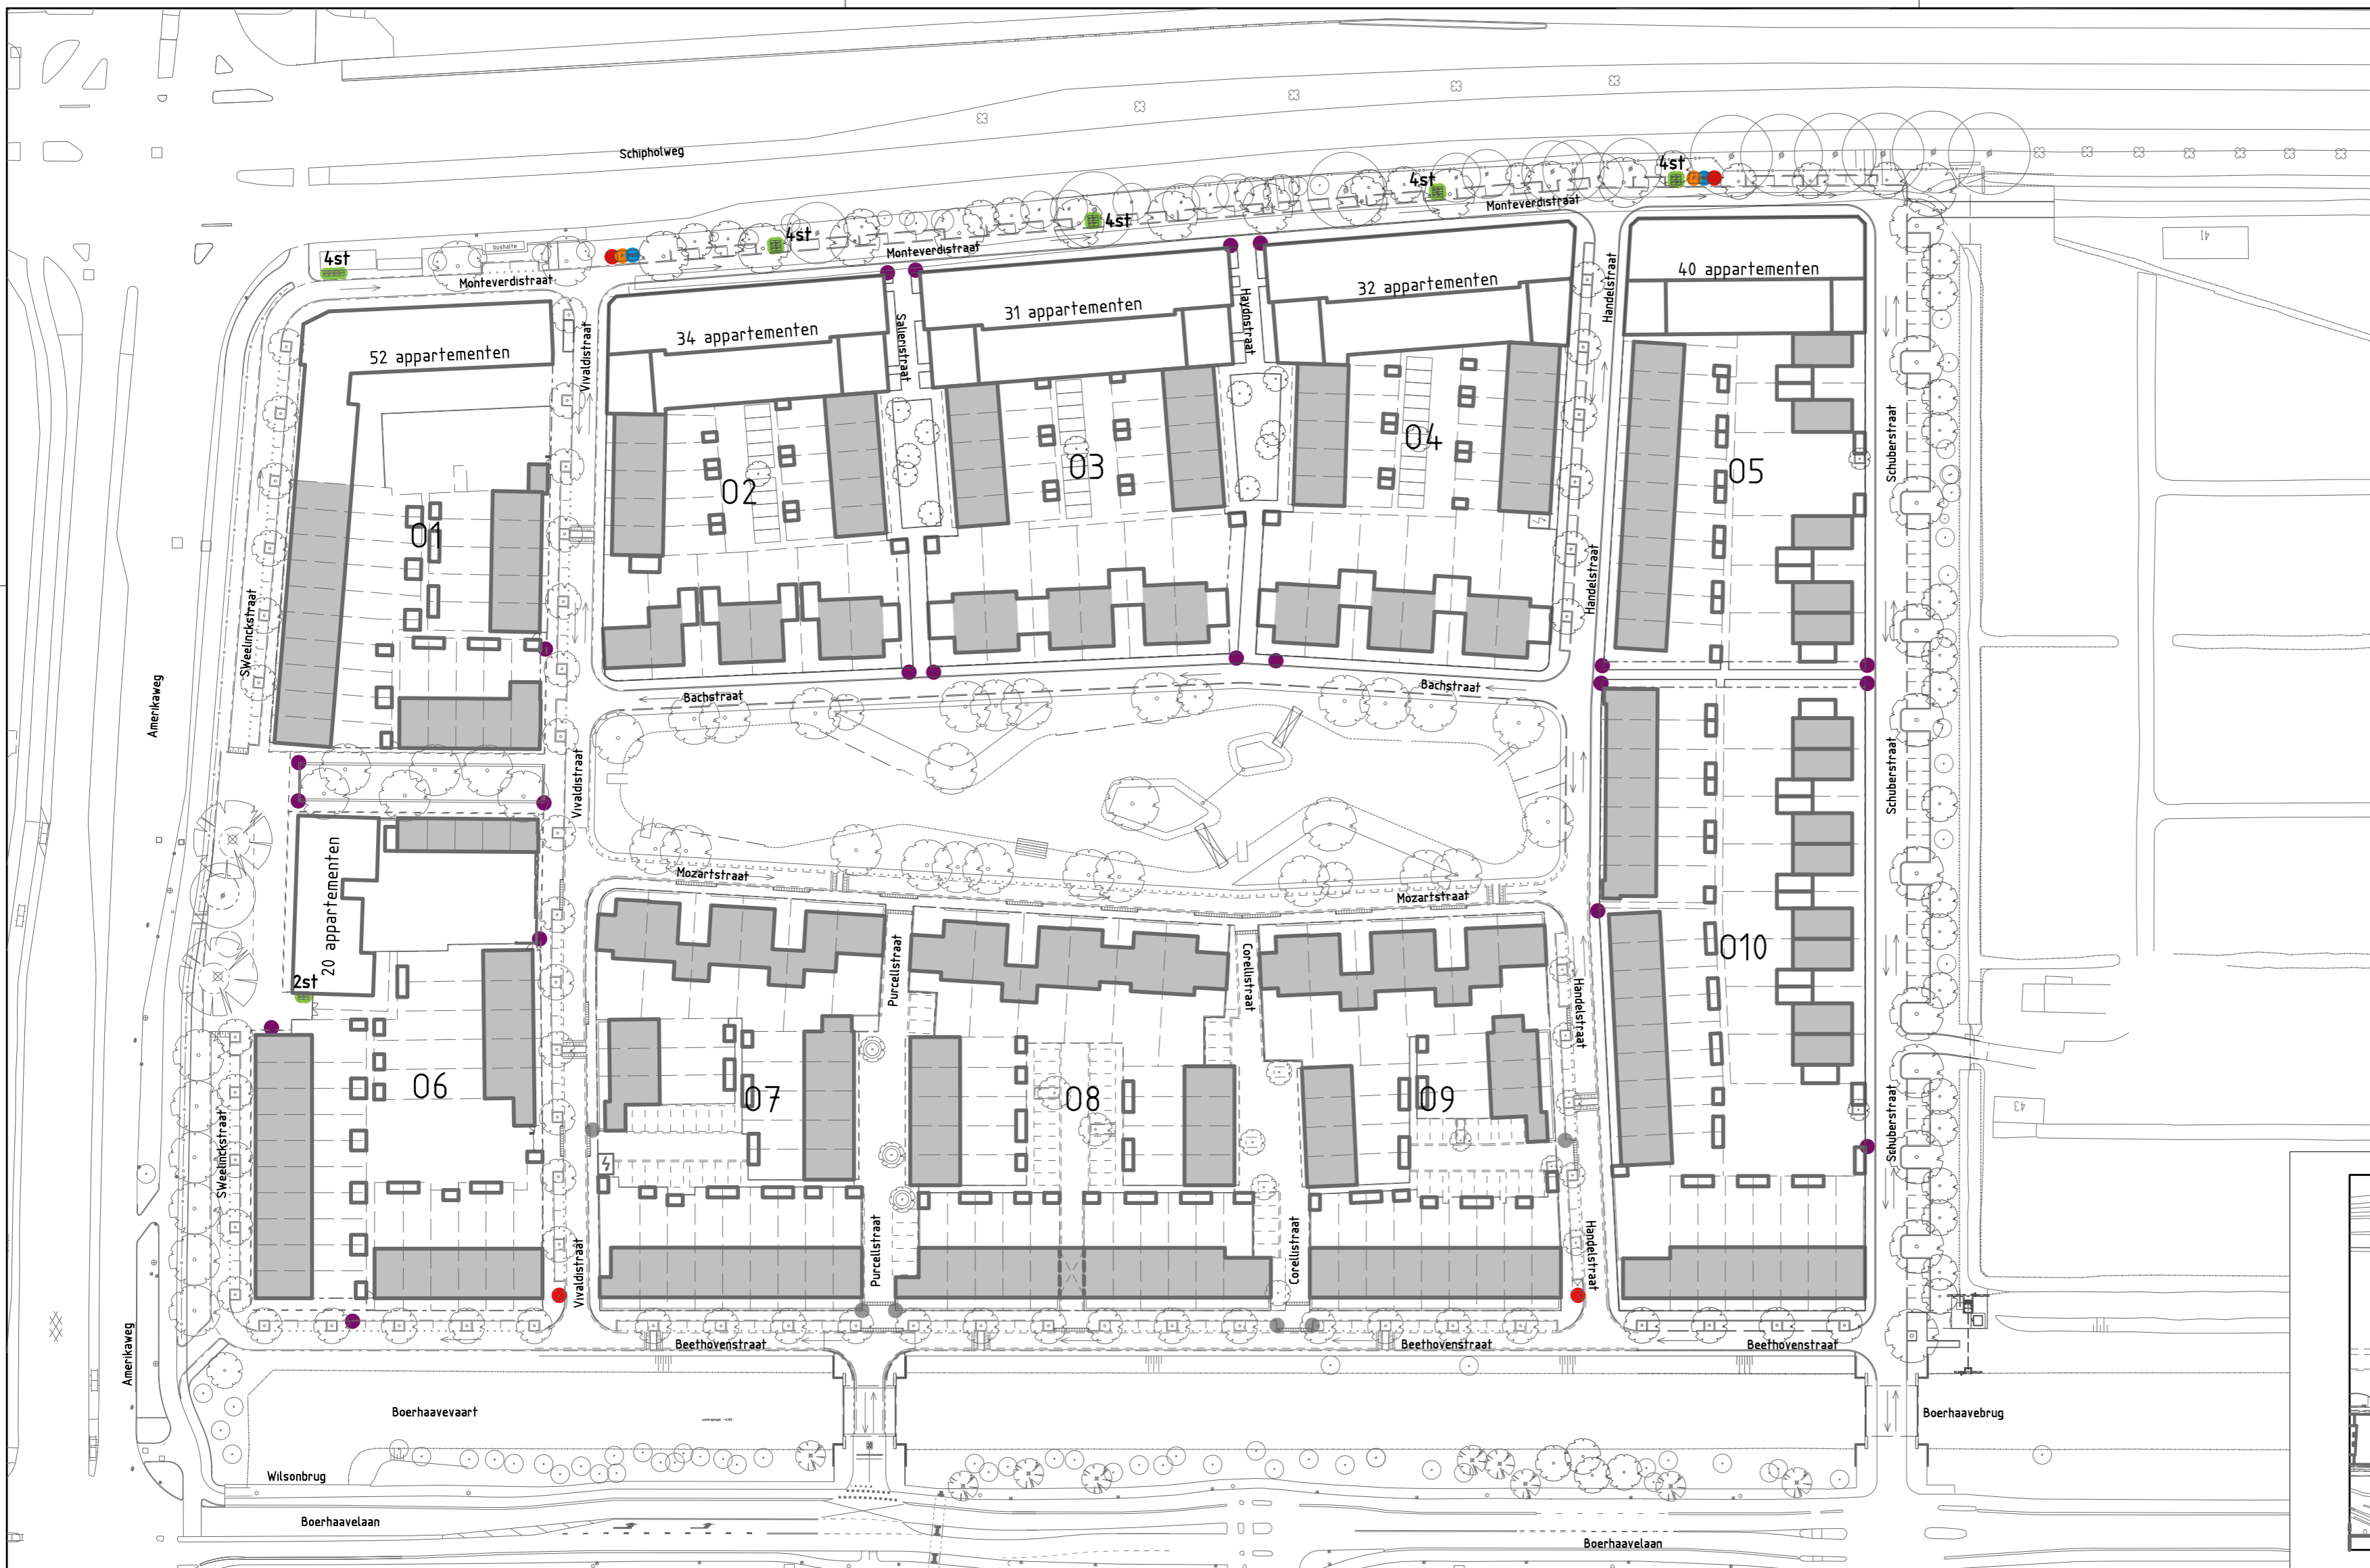 Schipholweg
4st
4st
4st
4st
4st
bushalte
Monteverdistraat
Monteverdistraat
Monteverdistraat
41
52 appartementen
34 appartementen
31 appartementen
32 appartementen
40 appartementen
Vivaldistraat
Salieristraat
Haydnstraat
Handelstraat
Schuberstraat
01
02
03
04
05
SWeelinckstraat
Handelstraat
Amerikaweg
Bachstraat
Bachstraat
Vivaldistraat
Schuberstraat
Mozartstraat
Mozartstraat
20 appartementen
2st
Purcellstraat
Corellistraat
Handelstraat
010
06
07
08
09
43
SWeelinckstraat
Schuberstraat
Vivaldistraat
Purcellstraat
Corellistraat
Handelstraat
Amerikaweg
Beethovenstraat
Beethovenstraat
Beethovenstraat
Boerhaavevaart
Boerhaavebrug
Wilsonbrug
Boerhaavelaan
Boerhaavelaan